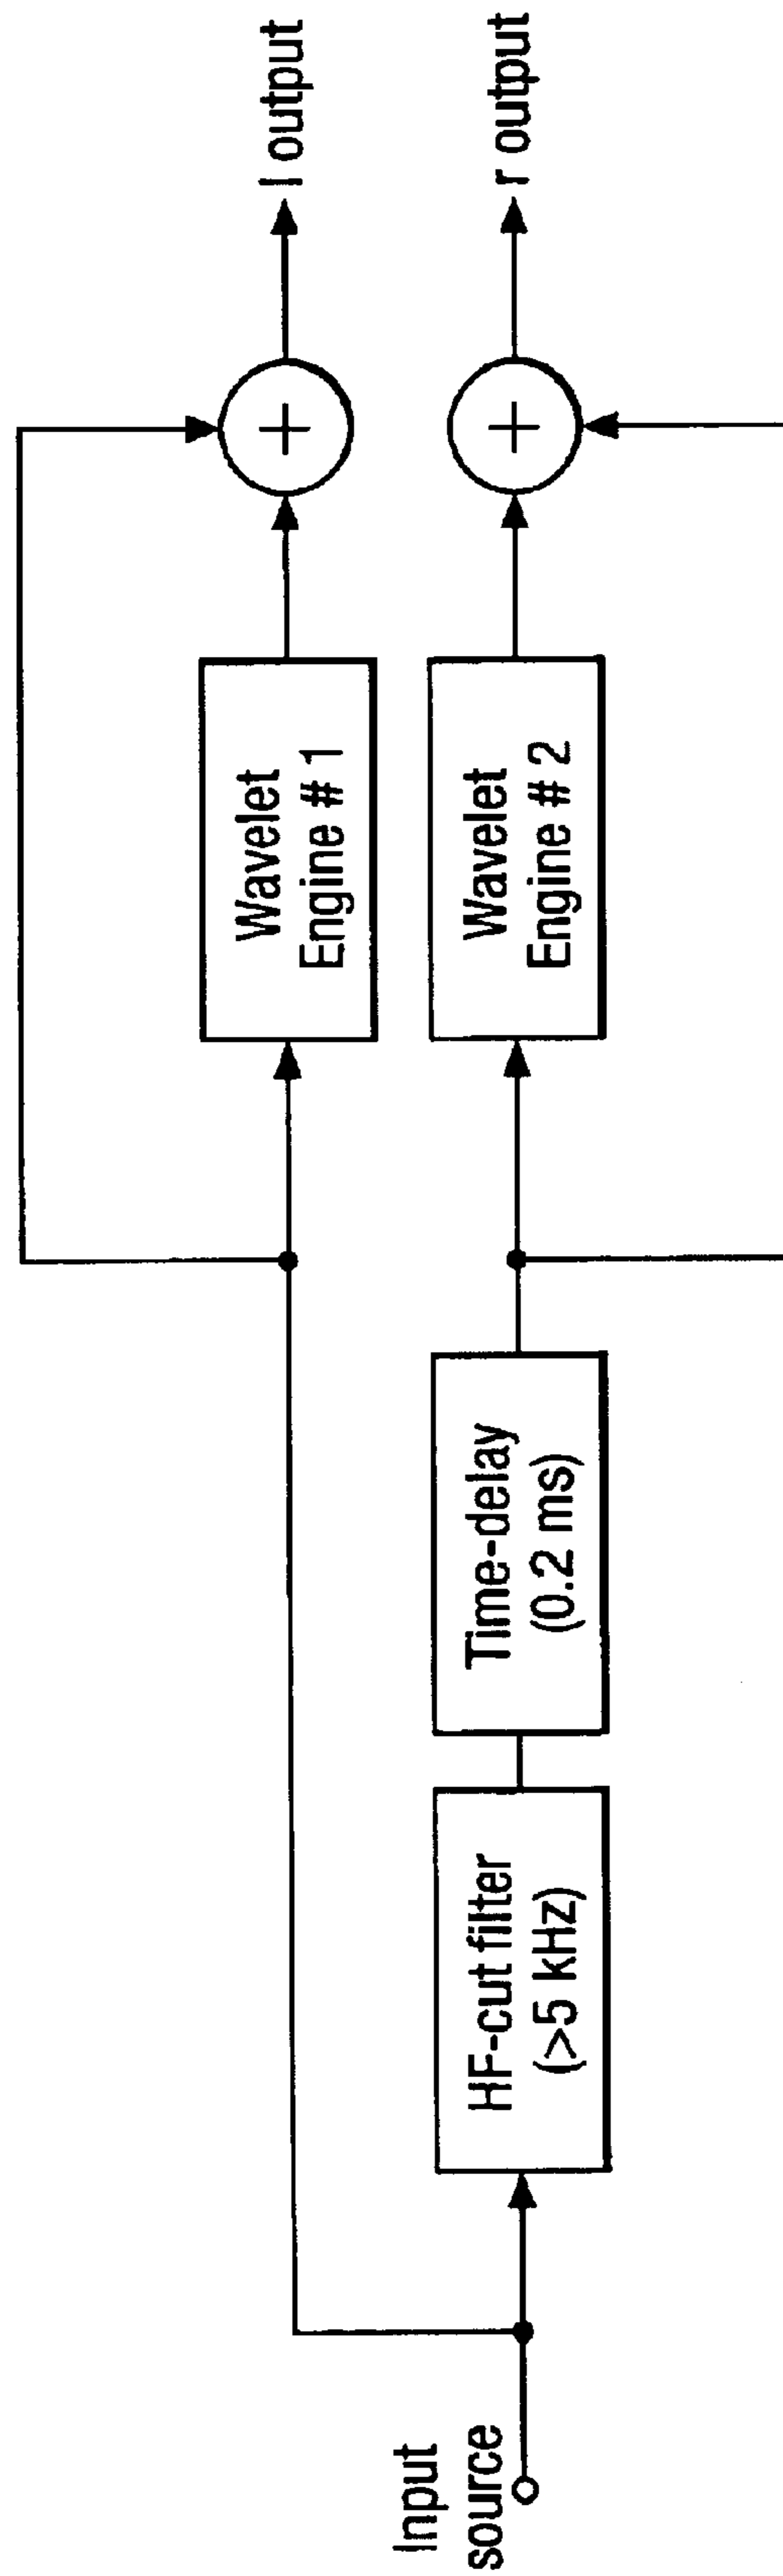 Input
source
HF-cut filter
(>5 kHz)
Time-delay
(0.2 ms)
Wavelet
Engine # 1
Wavelet
Engine # 2
+
+
l output
r output